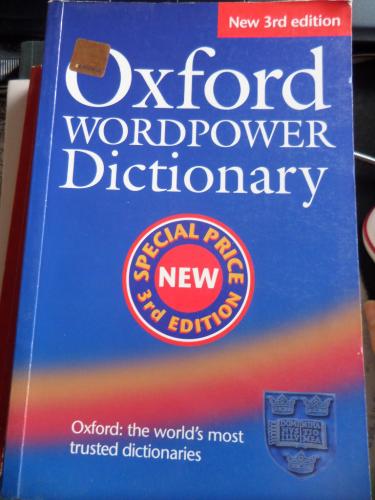 New 3rd edition
Oxford
WORDPOWER
Dictionary
SPECIAL PRICE
NEW
3rd EDITION
Oxford: the world's most
trusted dictionaries